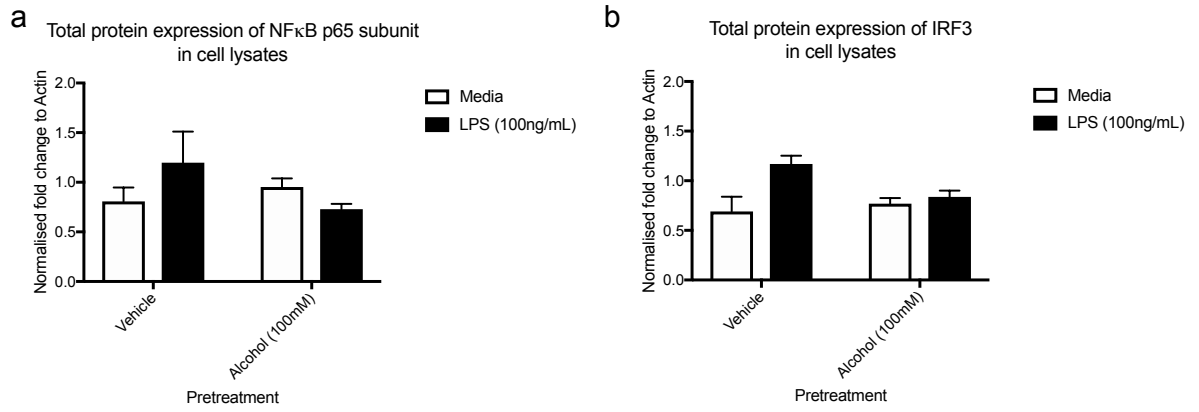 a
Total protein expression of NFκB p65 subunit
in cell lysates
Normalised fold change to Actin
2.0
1.5
1.0
0.5
0.0
Vehicle
Alcohol (100mM)
Pretreatment
Media
LPS (100ng/mL)
b
Total protein expression of IRF3
in cell lysates
Normalised fold change to Actin
2.0
1.5
1.0
0.5
0.0
Vehicle
Alcohol (100mM)
Pretreatment
Media
LPS (100ng/mL)